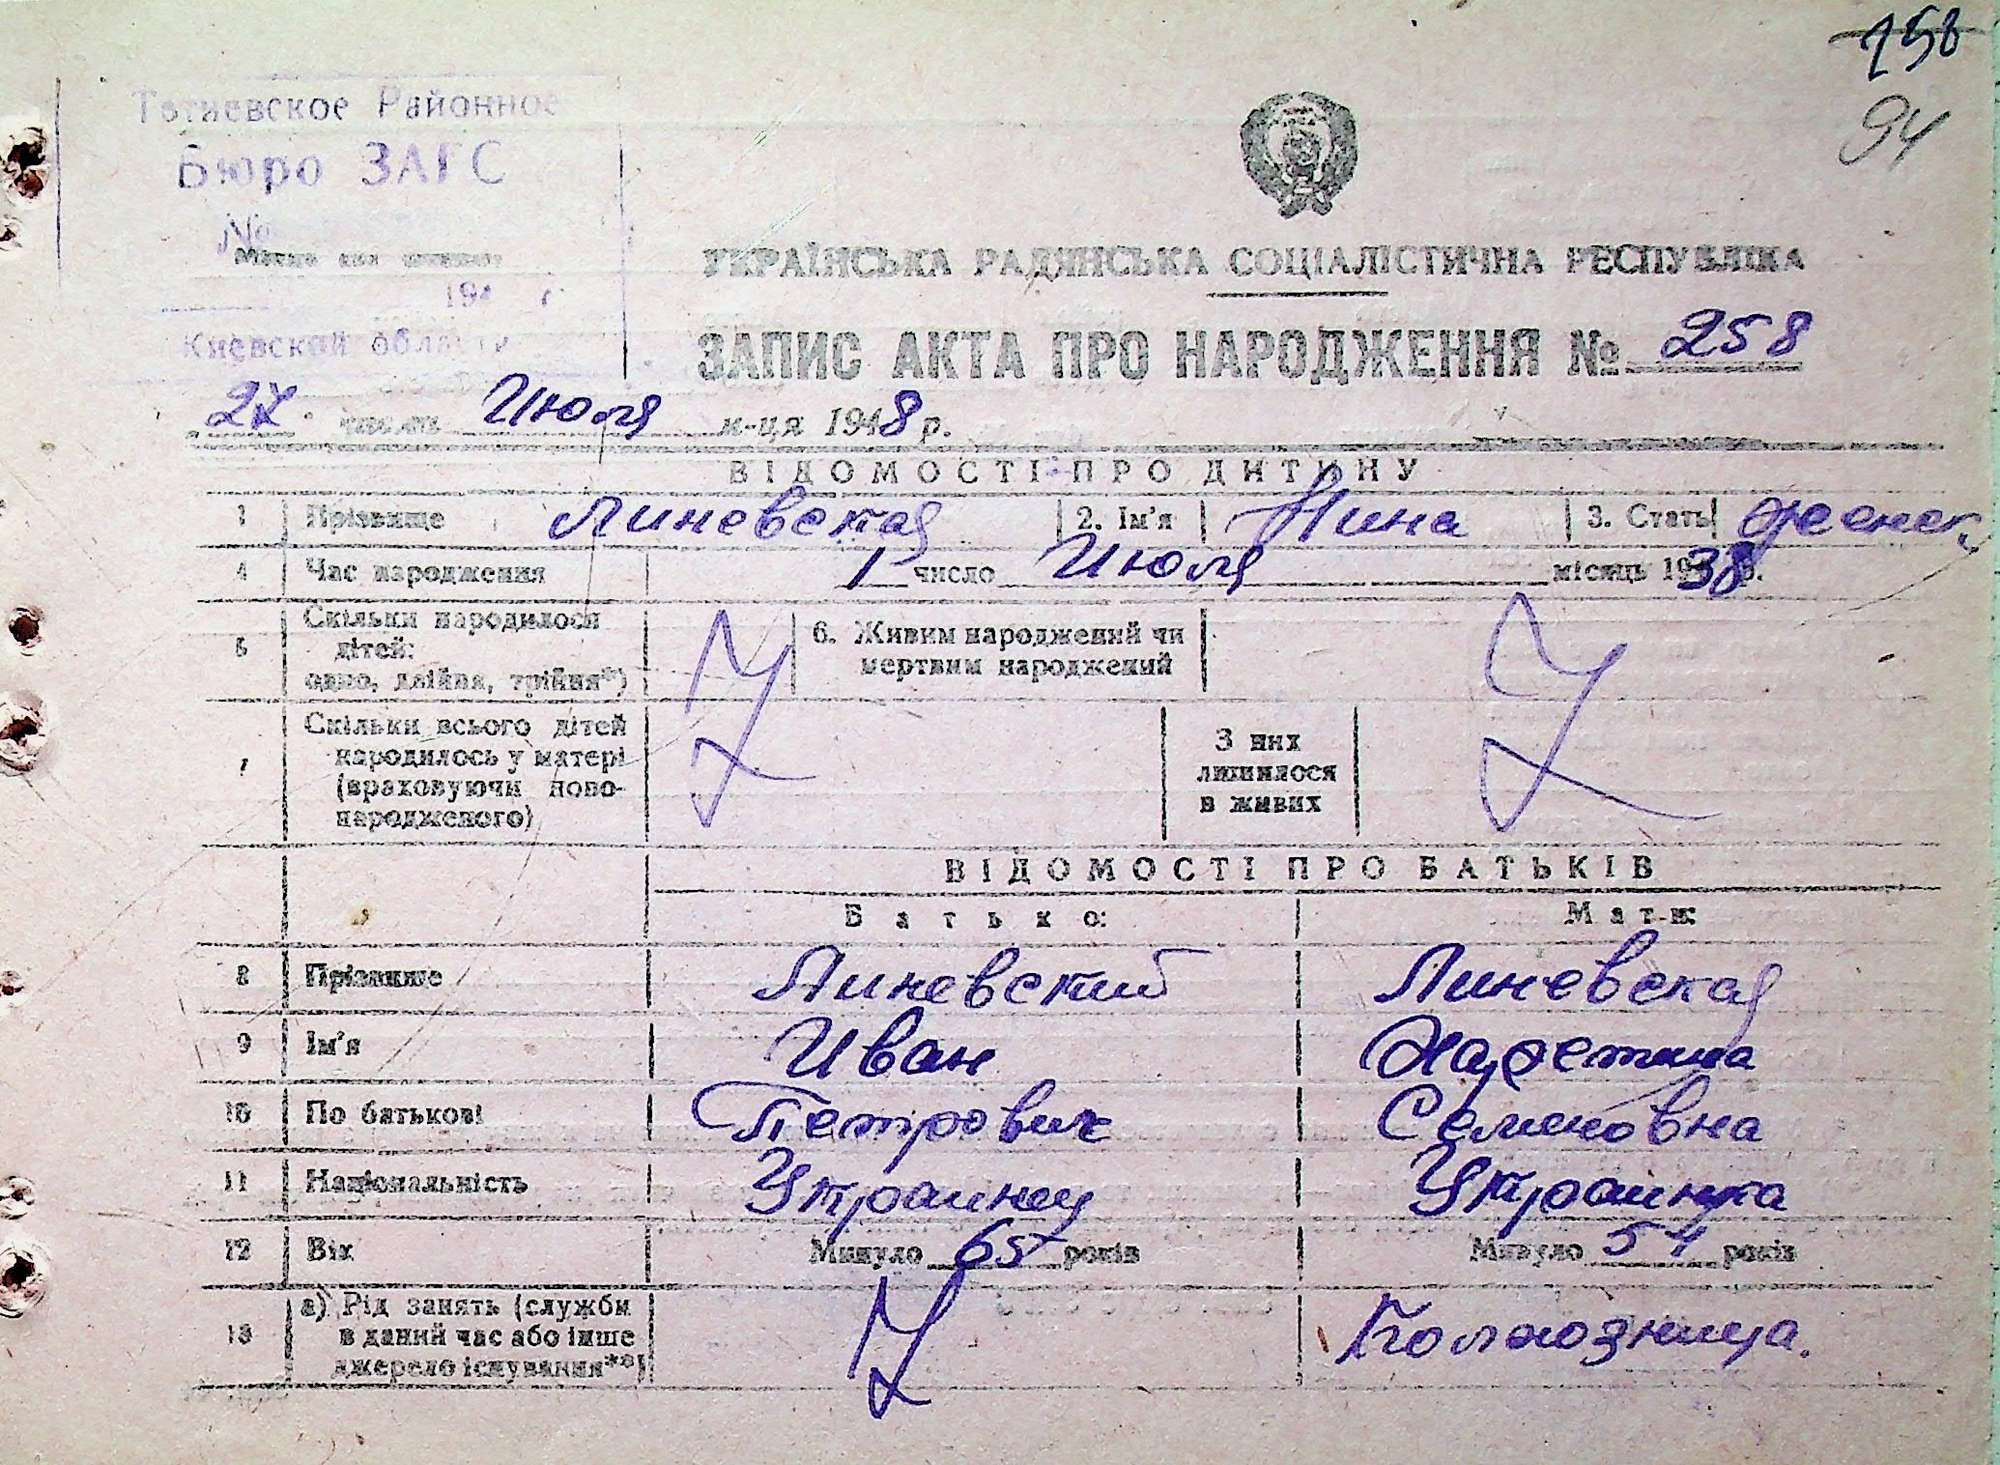 158
94
Тетиевское Районное
Бюро ЗАГС
№
194 г.
Киевской области
УКРАЇНСЬКА РАДЯНСЬКА СОЦІАЛІСТИЧНА РЕСПУБЛІКА
ЗАПИС АКТА ПРО НАРОДЖЕННЯ № 258
числа Июля м-ця 1948 р.
ВІДОМОСТІ ПРО ДИТИНУ
1 Прізвище Линевская 2. Ім'я Нина 3. Стать женск.
4 Час народження 1 число Июля місяць 1938 р.
5 Скільки народилося дітей: одно, двійня, трійня*) 6. Живим народжений чи мертвим народжений
7 Скільки всього дітей народилось у матері (враховуючи новонародженого) З них лишилося в живих
ВІДОМОСТІ ПРО БАТЬКІВ
Батько: Мати:
8 Прізвище Линевский Линевская
9 Ім'я Иван
10 По батькові Петрович Семеновна
11 Національність Украинец Украинка
12 Вік Минуло 65 років Минуло 54 років
13 а) Рід занять (служби в даний час або інше джерело існування**) Колхозница.